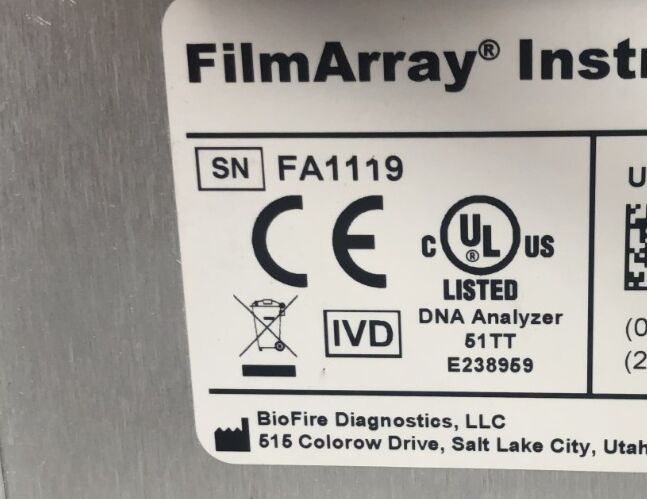 FilmArray® Instr
SN FA1119
CE
C UL® US
LISTED
DNA Analyzer
51TT
E238959
IVD
U
(0
(2
BioFire Diagnostics, LLC
515 Colorow Drive, Salt Lake City, Utah